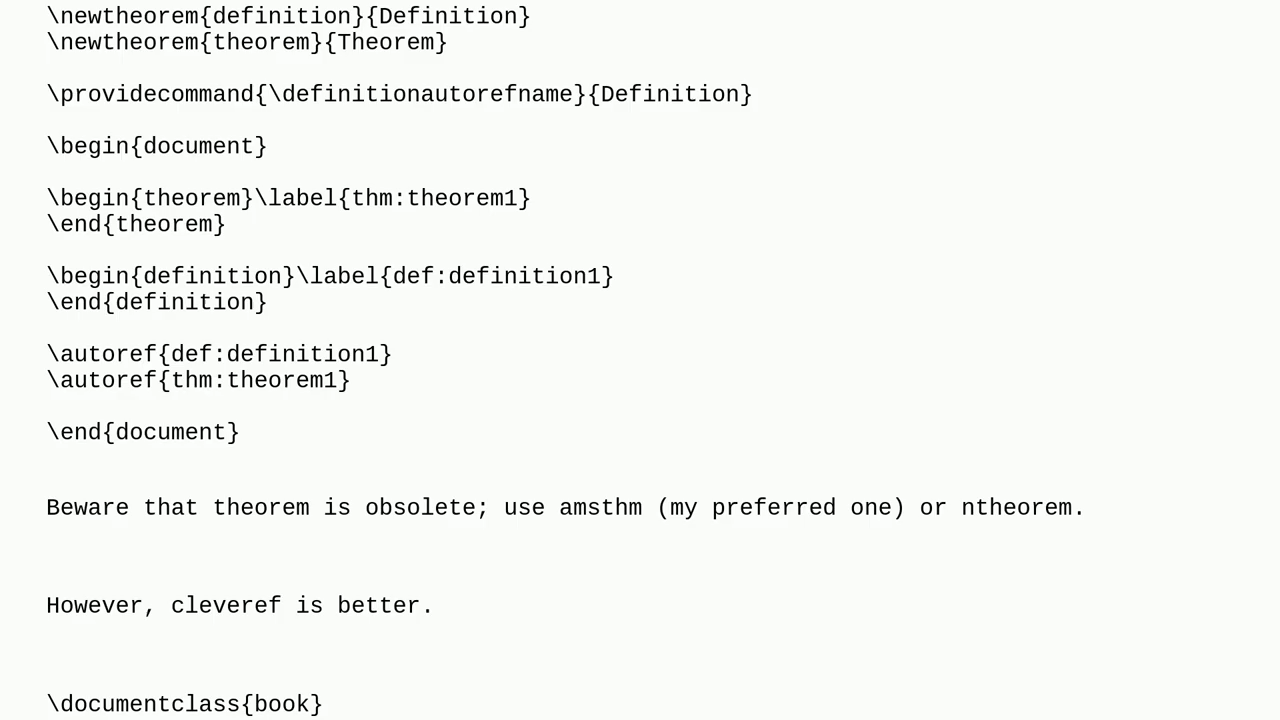 \newtheorem{definition}{Definition}
\newtheorem{theorem}{Theorem}
\providecommand{\definitionautorefname}{Definition}
\begin{document}
\begin{theorem}\label{thm:theorem1}
\end{theorem}
\begin{definition}\label{def:definition1}
\end{definition}
\autoref{def:definition1}
\autoref{thm:theorem1}
\end{document}
Beware that theorem is obsolete; use amsthm (my preferred one) or ntheorem.
However, cleveref is better.
\documentclass{book}